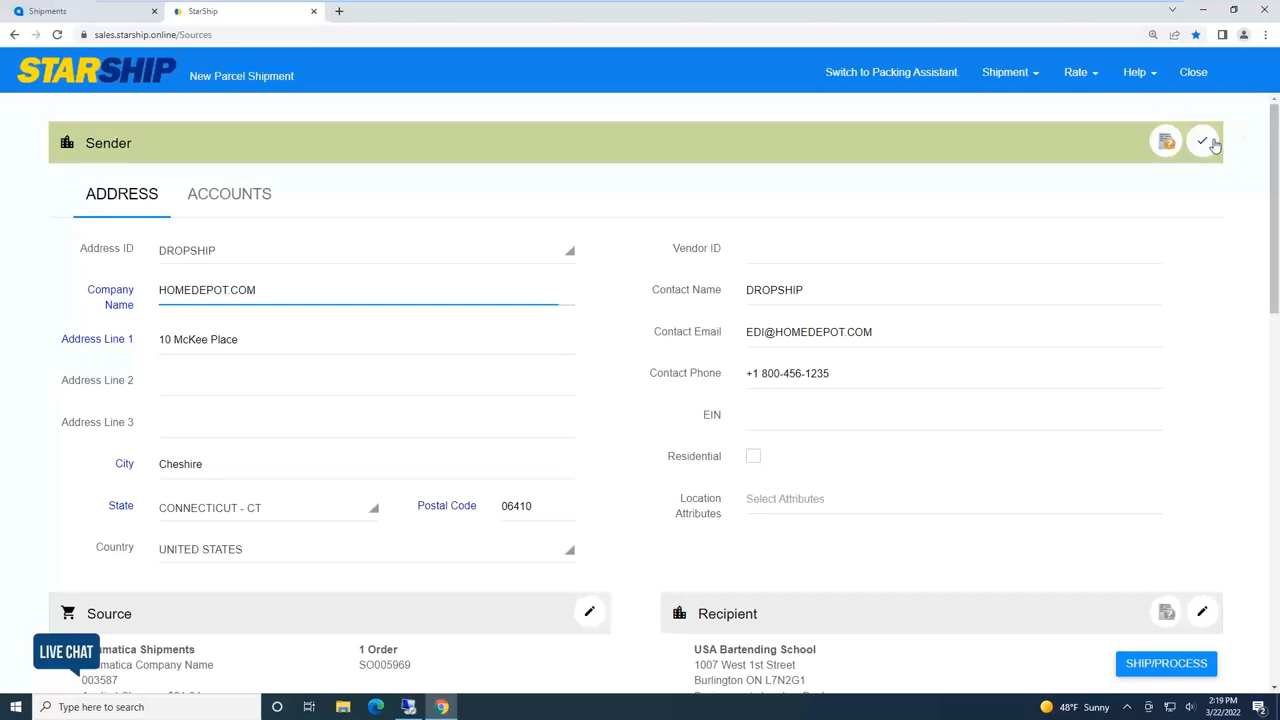 Shipments
StarShip
sales.starship.online/Sources
STARSHIP New Parcel Shipment Switch to Packing Assistant Shipment Rate Help Close
Sender
ADDRESS ACCOUNTS
Address ID DROPSHIP Vendor ID
Company Name HOMEDEPOT.COM Contact Name DROPSHIP
Address Line 1 10 McKee Place Contact Email EDI@HOMEDEPOT.COM
Address Line 2 Contact Phone +1 800-456-1235
Address Line 3 EIN
City Cheshire Residential
State CONNECTICUT - CT Postal Code 06410 Location Attributes Select Attributes
Country UNITED STATES
Source Recipient
umatica Shipments 1 Order USA Bartending School
umatica Company Name SO005969 1007 West 1st Street
003587 Burlington ON L7N2G1
LIVE CHAT
SHIP/PROCESS
Type here to search 48°F Sunny 2:19 PM
3/22/2022 2